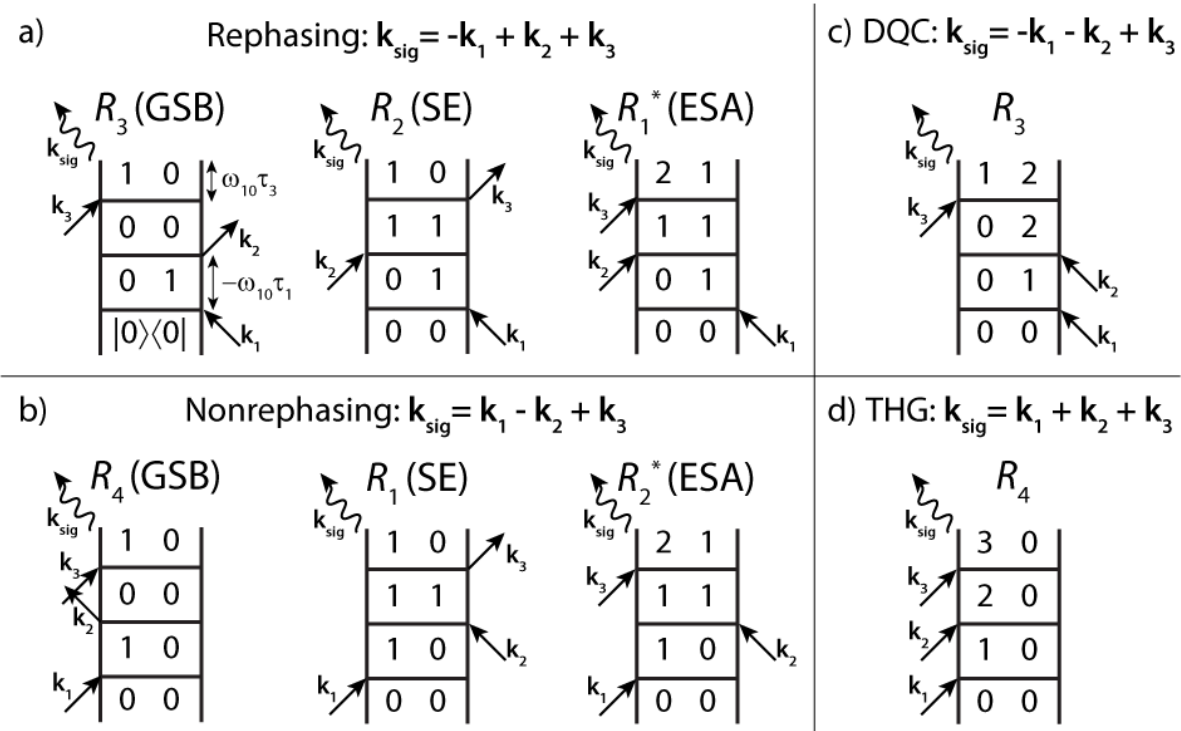 a) Rephasing: k_sig = -k_1 + k_2 + k_3
R_3 (GSB) R_2 (SE) R_1^* (ESA)
k_sig k_sig k_sig
1 0 ω_10τ_3 1 0 2 1
k_3 k_3 k_3
0 0 1 1 1 1
k_2 k_2 k_2
0 1 -ω_10τ_1 0 1 0 1
|0⟩⟨0| k_1 0 0 k_1 0 0 k_1
c) DQC: k_sig = -k_1 - k_2 + k_3
R_3
k_sig
1 2
k_3
0 2
0 1 k_2
0 0 k_1
b) Nonrephasing: k_sig = k_1 - k_2 + k_3
R_4 (GSB) R_1 (SE) R_2^* (ESA)
k_sig k_sig k_sig
1 0 1 0 2 1
k_3 k_3 k_3
0 0 1 1 1 1
k_2 k_2 k_2
1 0 1 0 1 0
k_1 k_1 k_1
0 0 0 0 0 0
d) THG: k_sig = k_1 + k_2 + k_3
R_4
k_sig
3 0
k_3
2 0
k_2
1 0
k_1
0 0